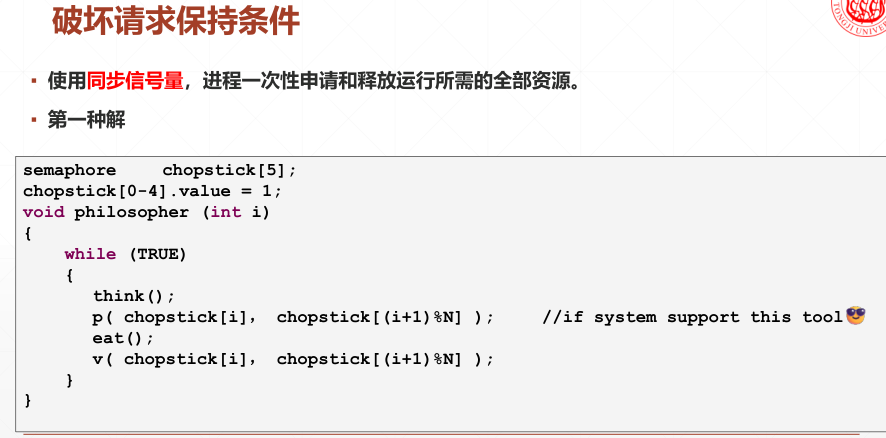 破坏请求保持条件
TONGJI UNIVE
▪ 使用同步信号量，进程一次性申请和释放运行所需的全部资源。
▪ 第一种解
semaphore chopstick[5];
chopstick[0-4].value = 1;
void philosopher (int i)
{
while (TRUE)
{
think();
p( chopstick[i], chopstick[(i+1)%N] ); //if system support this tool😎
eat();
v( chopstick[i], chopstick[(i+1)%N] );
}
}